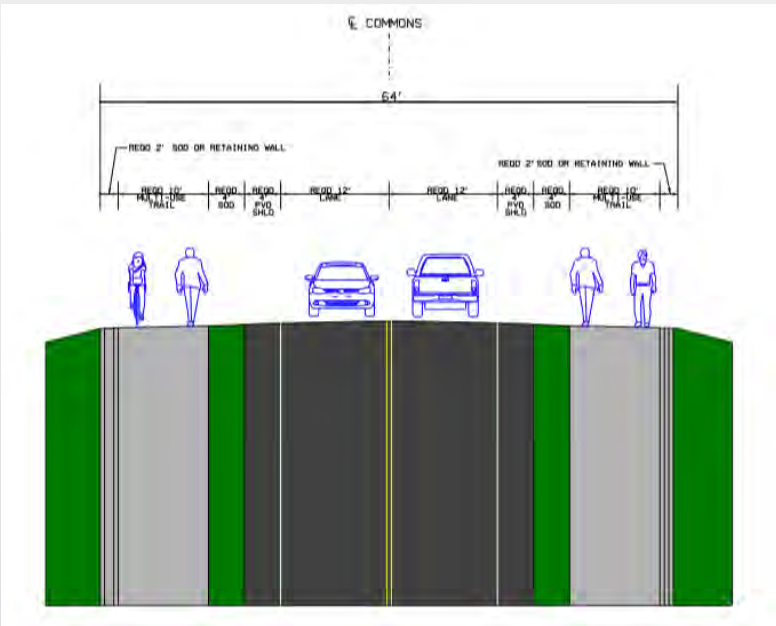 ℄ COMMONS
64'
REQD 2' SOD OR RETAINING WALL
REQD 2' SOD OR RETAINING WALL
REQD 10'
MULTI-USE
TRAIL
REQD
4'
SOD
REQD
4'
PVD
SHLD
REQD 12'
LANE
REQD 12'
LANE
REQD
4'
PVD
SHLD
REQD
4'
SOD
REQD 10'
MULTI-USE
TRAIL